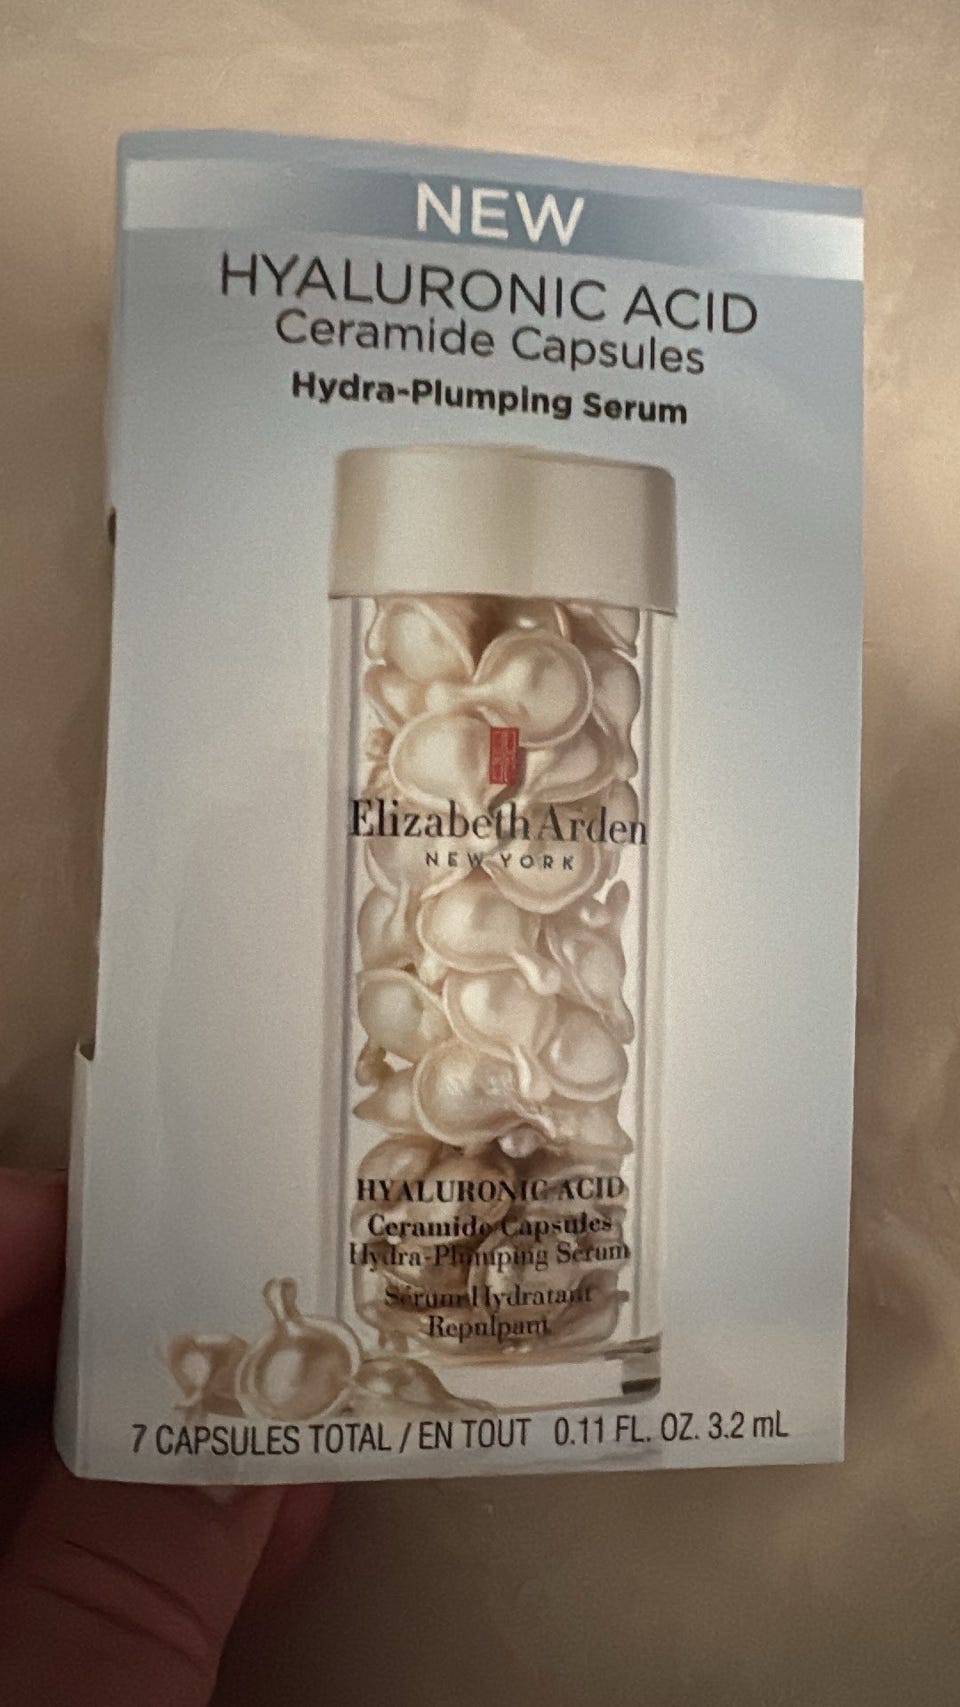 NEW
HYALURONIC ACID
Ceramide Capsules
Hydra-Plumping Serum
Elizabeth Arden
NEW YORK
HYALURONIC ACID
Ceramide Capsules
Hydra-Plumping Serum
Sérum Hydratant
Repulpant
7 CAPSULES TOTAL / EN TOUT 0.11 FL. OZ. 3.2 mL